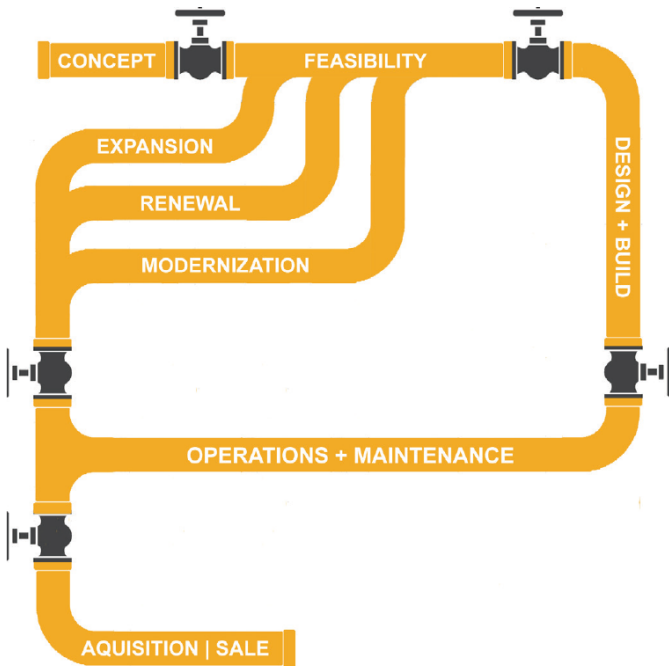 CONCEPT
FEASIBILITY
EXPANSION
RENEWAL
MODERNIZATION
DESIGN + BUILD
OPERATIONS + MAINTENANCE
AQUISITION | SALE